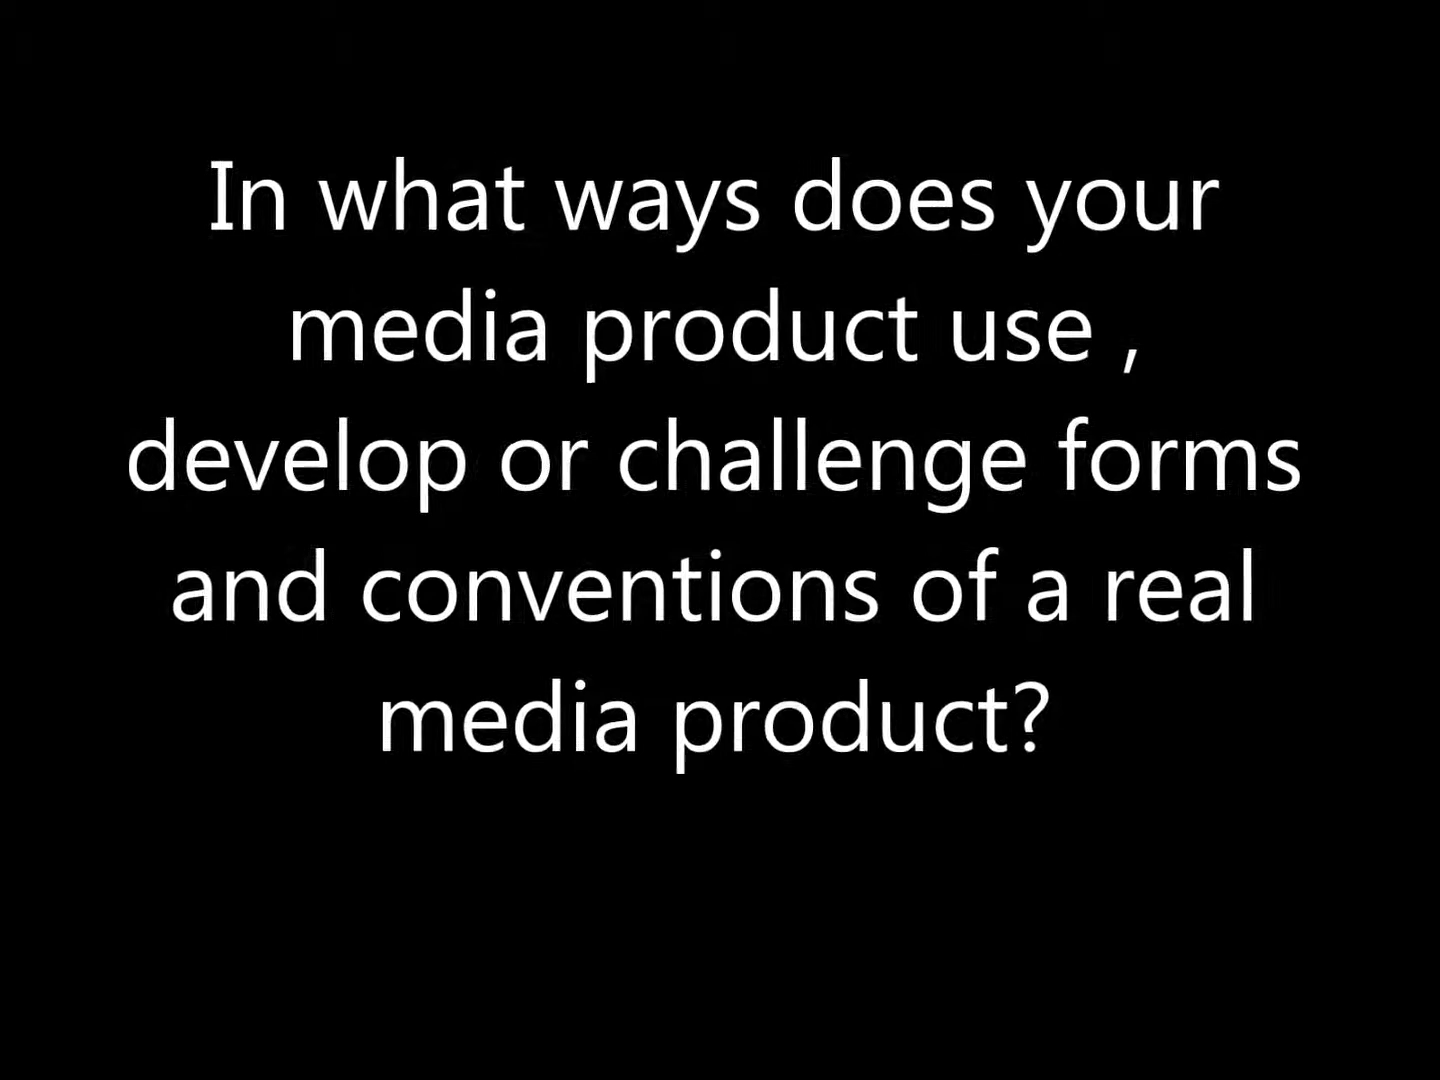 In what ways does your
media product use ,
develop or challenge forms
and conventions of a real
media product?